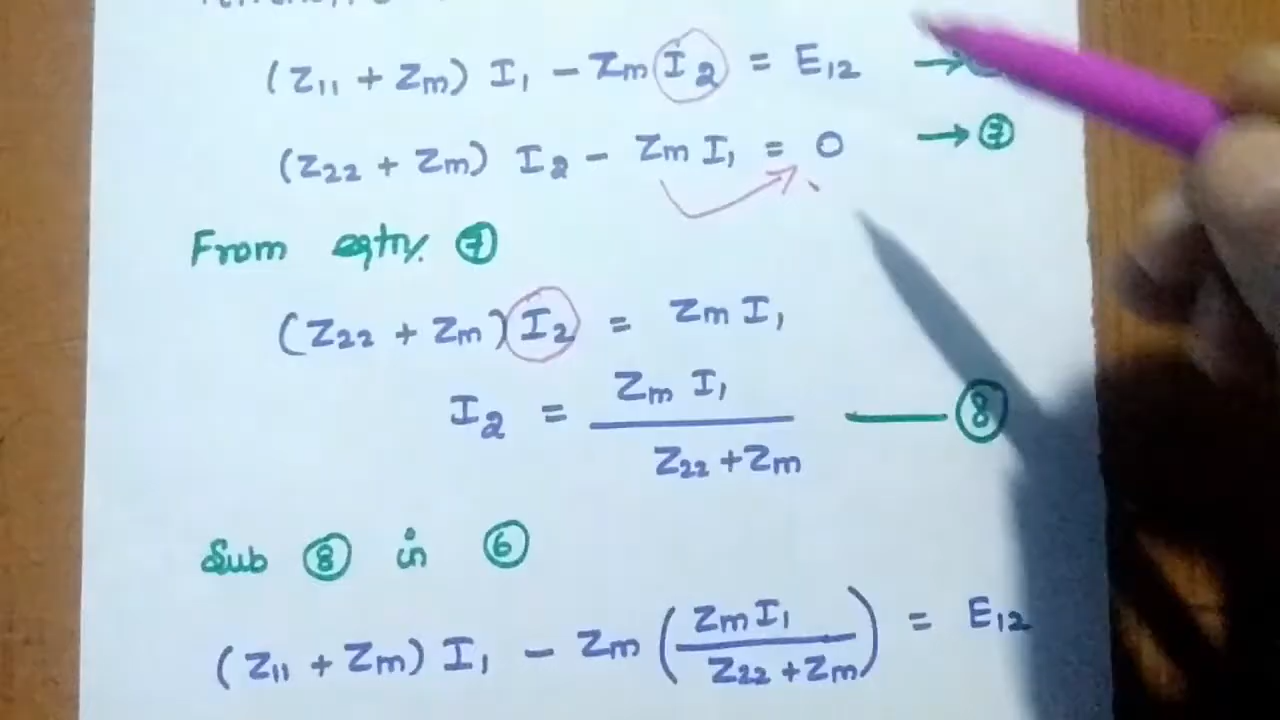 (Z11 + Zm) I1 - Zm I2 = E12 →
(Z22 + Zm) I2 - Zm I1 = 0 → 7
From eqtn. 7
(Z22 + Zm) I2 = Zm I1
I2 = Zm I1 / Z22 + Zm — 8
Sub 8 in 6
(Z11 + Zm) I1 - Zm (Zm I1 / Z22 + Zm) = E12